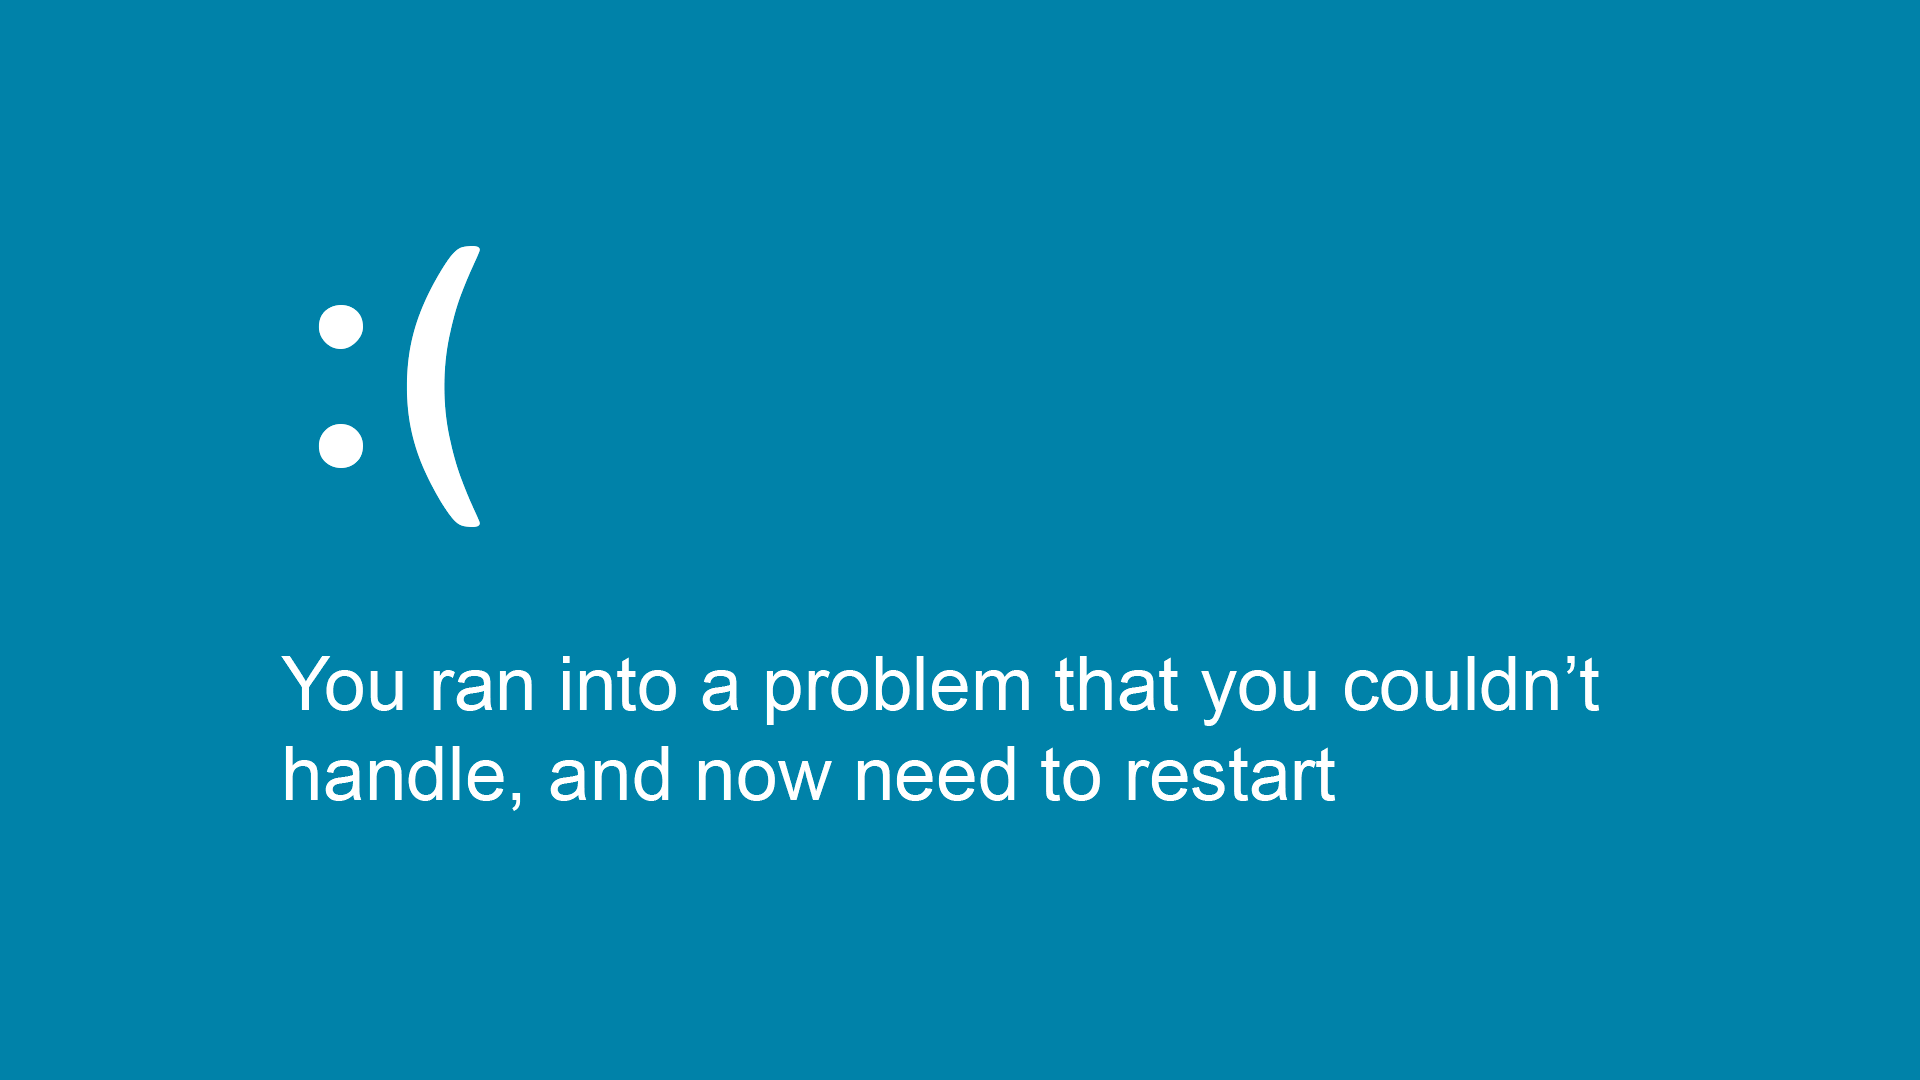 :(
You ran into a problem that you couldn’t
handle, and now need to restart